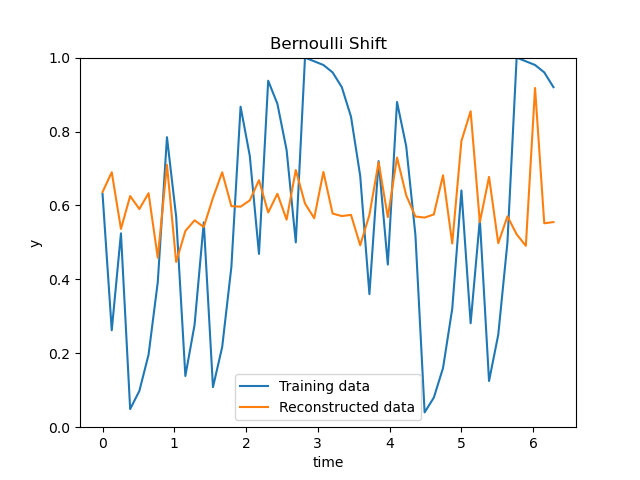 Bernoulli Shift
1.0
0.8
0.6
0.4
0.2
0.0
y
0 1 2 3 4 5 6
time
Training data
Reconstructed data